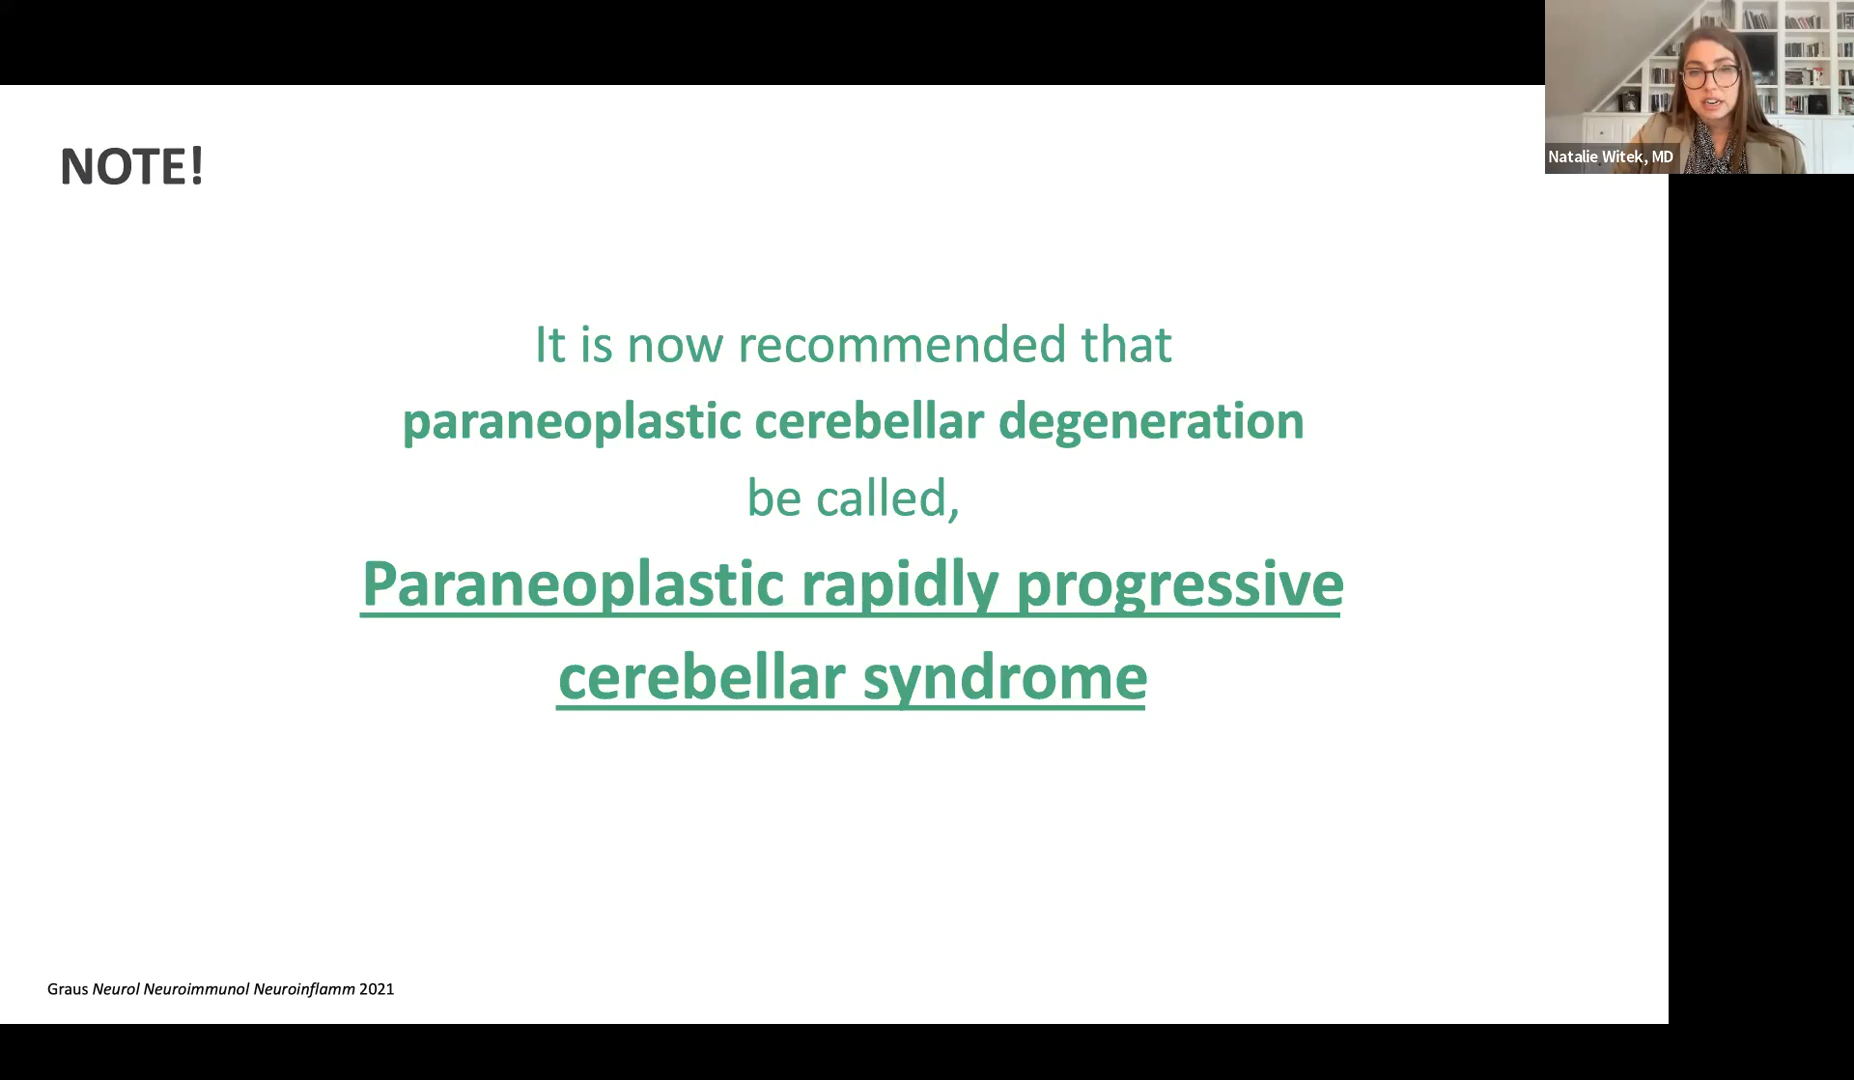 Natalie Witek, MD
NOTE!
It is now recommended that
paraneoplastic cerebellar degeneration
be called,
Paraneoplastic rapidly progressive
cerebellar syndrome
Graus Neurol Neuroimmunol Neuroinflamm 2021